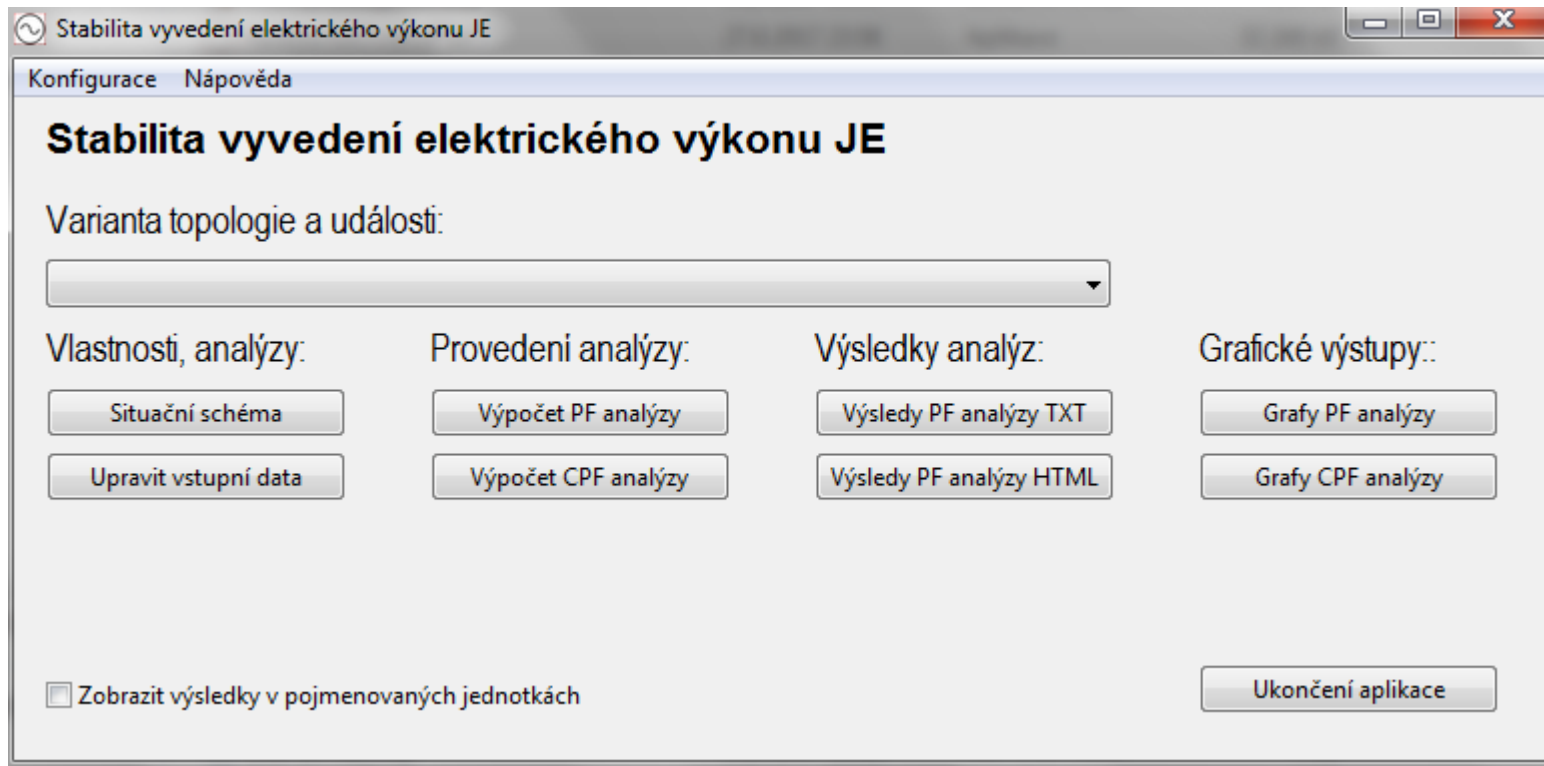 Stabilita vyvedení elektrického výkonu JE
Konfigurace Nápověda
Stabilita vyvedení elektrického výkonu JE
Varianta topologie a události:
Vlastnosti, analýzy: Provedení analýzy: Výsledky analýz: Grafické výstupy::
Situační schéma Výpočet PF analýzy Výsledy PF analýzy TXT Grafy PF analýzy
Upravit vstupní data Výpočet CPF analýzy Výsledy PF analýzy HTML Grafy CPF analýzy
Zobrazit výsledky v pojmenovaných jednotkách Ukončení aplikace